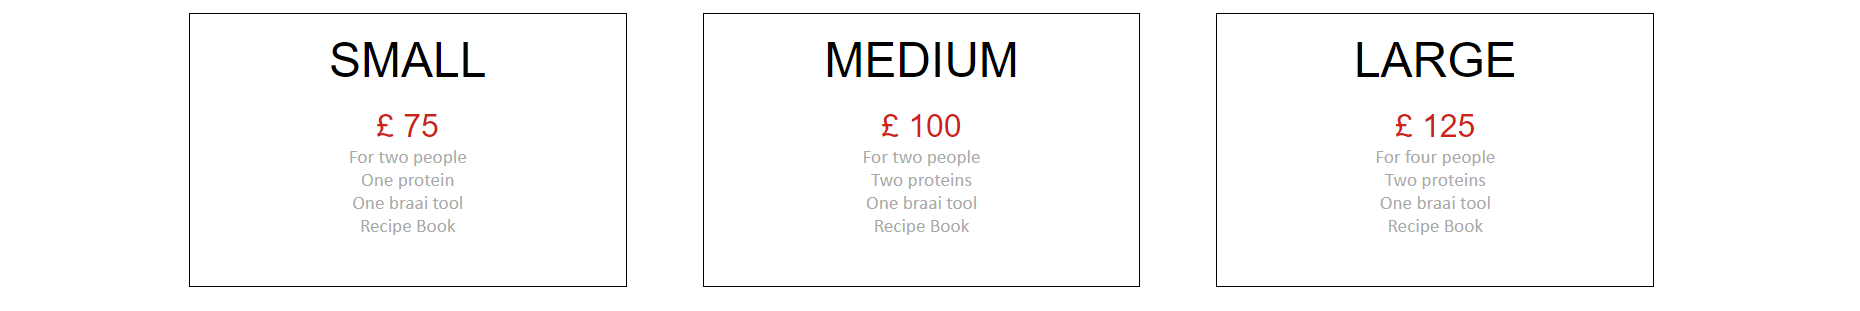 SMALL
£ 75
For two people
One protein
One braai tool
Recipe Book
MEDIUM
£ 100
For two people
Two proteins
One braai tool
Recipe Book
LARGE
£ 125
For four people
Two proteins
One braai tool
Recipe Book